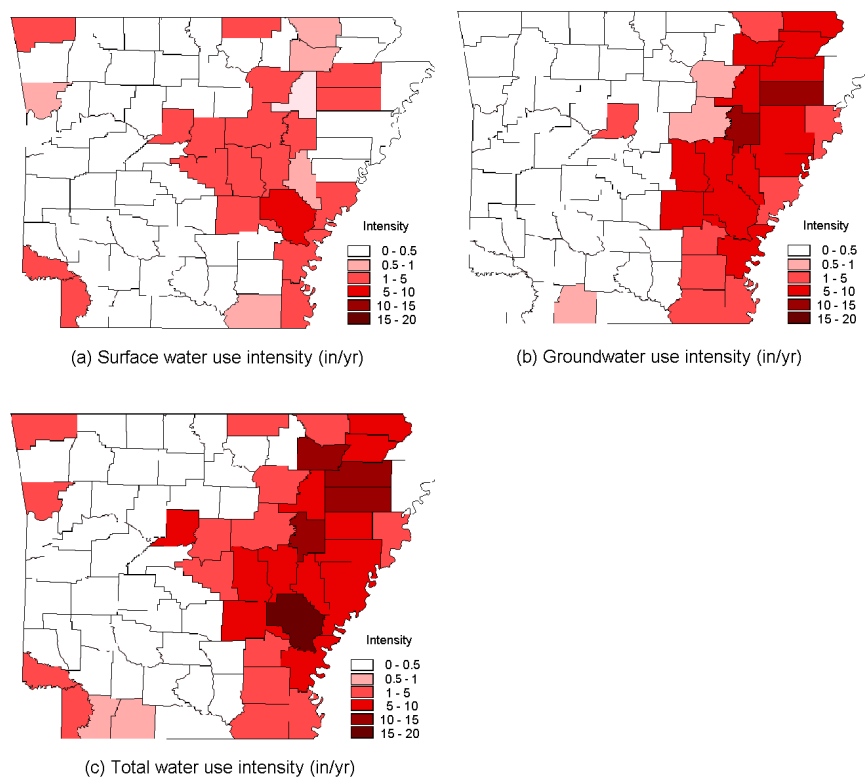 Intensity
0 - 0.5
0.5 - 1
1 - 5
5 - 10
10 - 15
15 - 20
(a) Surface water use intensity (in/yr)
Intensity
0 - 0.5
0.5 - 1
1 - 5
5 - 10
10 - 15
15 - 20
(b) Groundwater use intensity (in/yr)
Intensity
0 - 0.5
0.5 - 1
1 - 5
5 - 10
10 - 15
15 - 20
(c) Total water use intensity (in/yr)